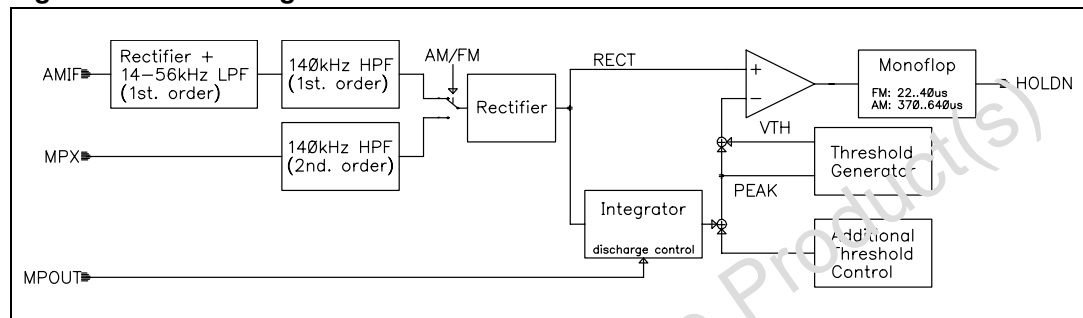 AMIF
Rectifier +
14-56kHz LPF
(1st. order)
140kHz HPF
(1st. order)
AM/FM
Rectifier
RECT
+
-
Monoflop
FM: 22..40us
AM: 370..640us
HOLDN
MPX
140kHz HPF
(2nd. order)
VTH
Threshold
Generator
PEAK
Integrator
discharge control
Additional
Threshold
Control
MPOUT
Product(s)